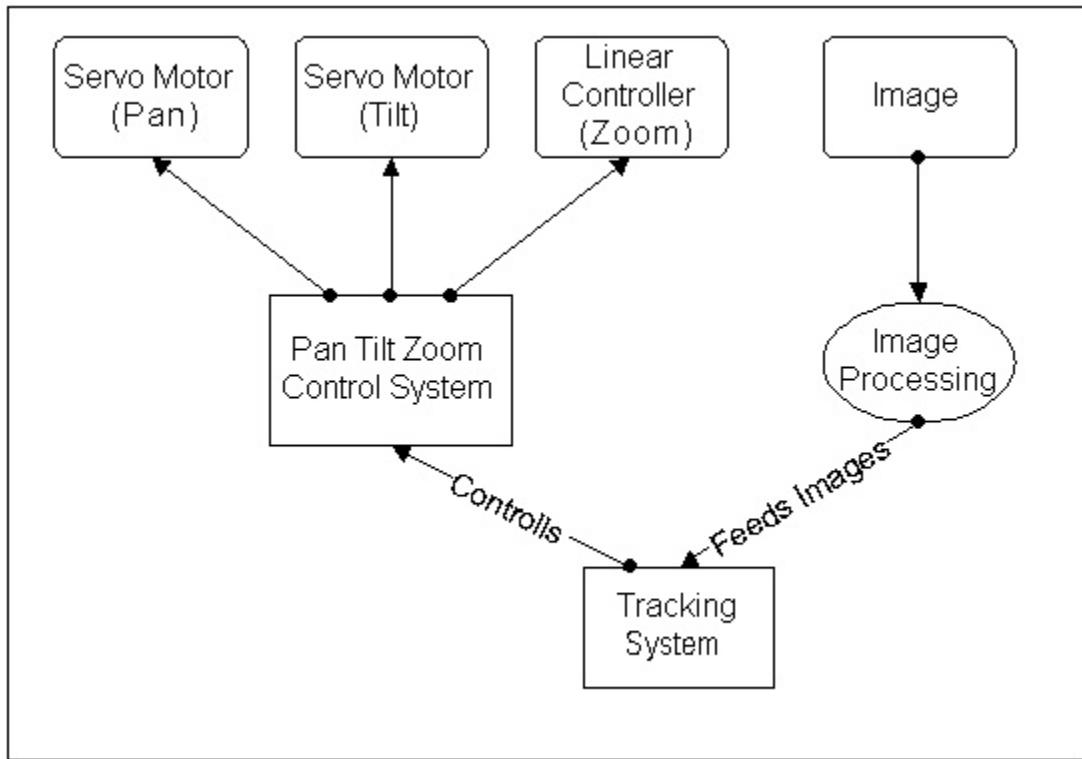 Servo Motor
(Pan)
Servo Motor
(Tilt)
Linear
Controller
(Zoom)
Image
Pan Tilt Zoom
Control System
Image
Processing
Controlls
Feeds Images
Tracking
System